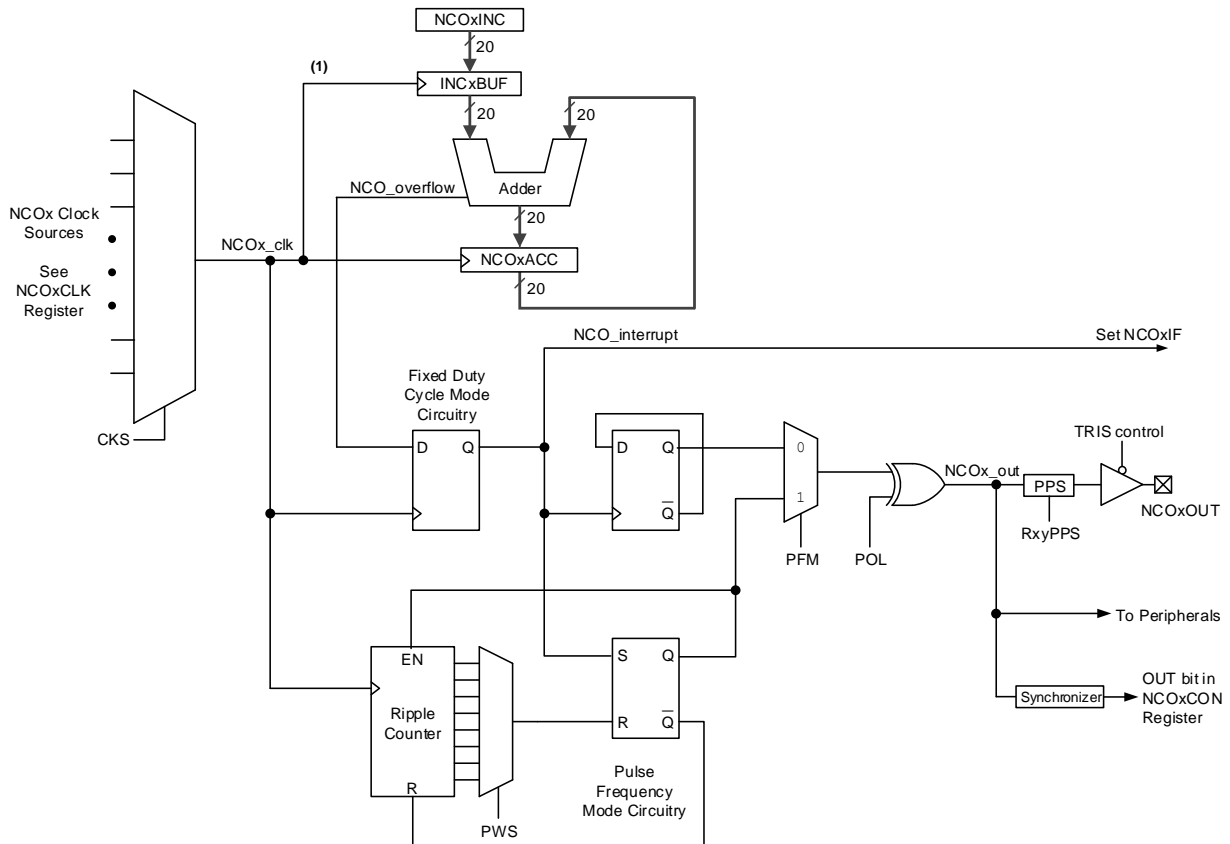 NCOxINC
20
(1)
INCxBUF
20
20
NCO_overflow
Adder
20
NCOx Clock
Sources
See
NCOxCLK
Register
NCOx_clk
NCOxACC
20
CKS
NCO_interrupt
Set NCOxIF
Fixed Duty
Cycle Mode
Circuitry
D
Q
D
Q
Q
0
1
PFM
POL
NCOx_out
TRIS control
PPS
RxyPPS
NCOxOUT
To Peripherals
EN
Ripple
Counter
R
PWS
S
Q
R
Q
Pulse
Frequency
Mode Circuitry
Synchronizer
OUT bit in
NCOxCON
Register